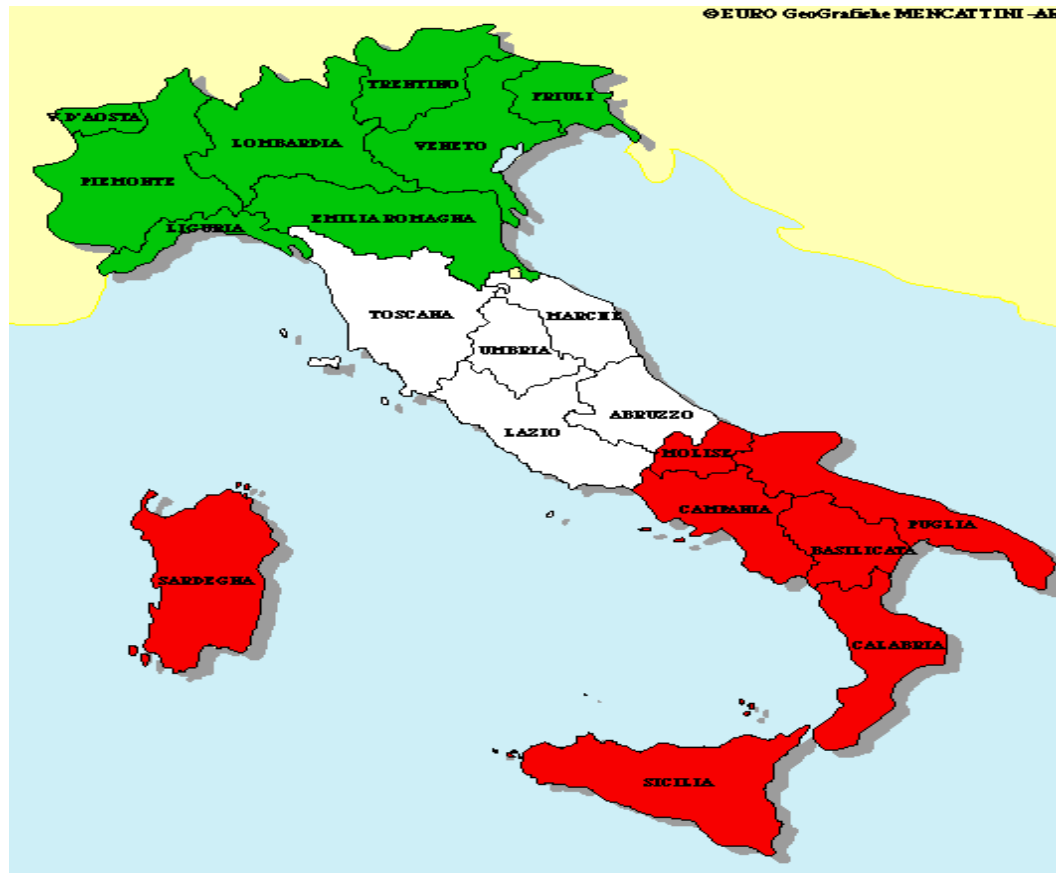 ©EURO GeoGrafiche MENCATTINI -AR
TRENTINO
FRIULI
V.D'AOSTA
LOMBARDIA
VENETO
PIEMONTE
EMILIA ROMAGNA
LIGURIA
TOSCANA
MARCHE
UMBRIA
ABRUZZO
LAZIO
MOLISE
CAMPANIA
PUGLIA
BASILICATA
SARDEGNA
CALABRIA
SICILIA